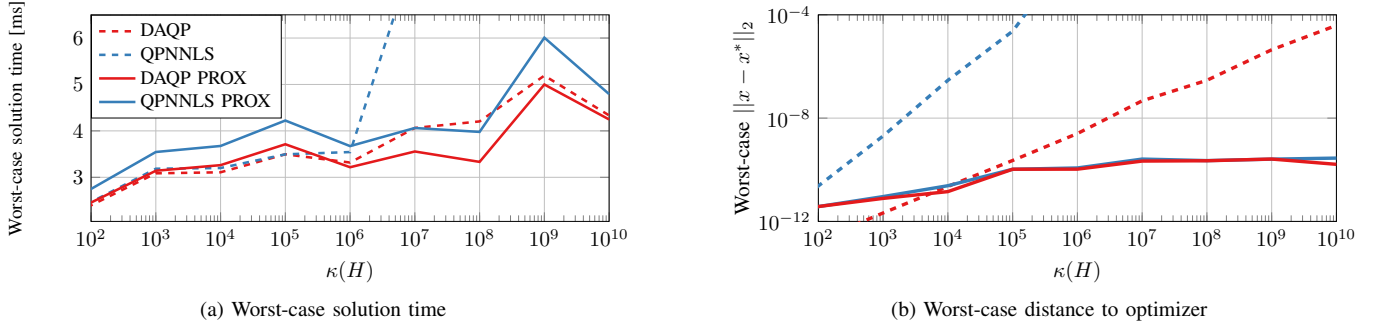 Worst-case solution time [ms]
6
5
4
3
DAQP
QPNNLS
DAQP PROX
QPNNLS PROX
10^2 10^3 10^4 10^5 10^6 10^7 10^8 10^9 10^10
κ(H)
(a) Worst-case solution time
Worst-case ||x − x*||_2
10^−4
10^−8
10^−12
10^2 10^3 10^4 10^5 10^6 10^7 10^8 10^9 10^10
κ(H)
(b) Worst-case distance to optimizer